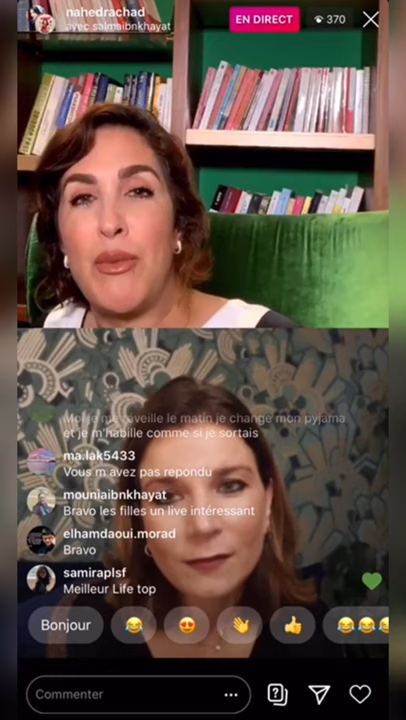 nahedrachad
avec salmaibnkhayat
EN DIRECT
370
Moi je me réveille le matin je change mon pyjama
et je m'habille comme si je sortais
ma.lak5433
Vous m avez pas repondu
mouniaibnkhayat
Bravo les filles un live intéressant
elhamdaoui.morad
Bravo
samiraplsf
Meilleur Life top
Bonjour
Commenter